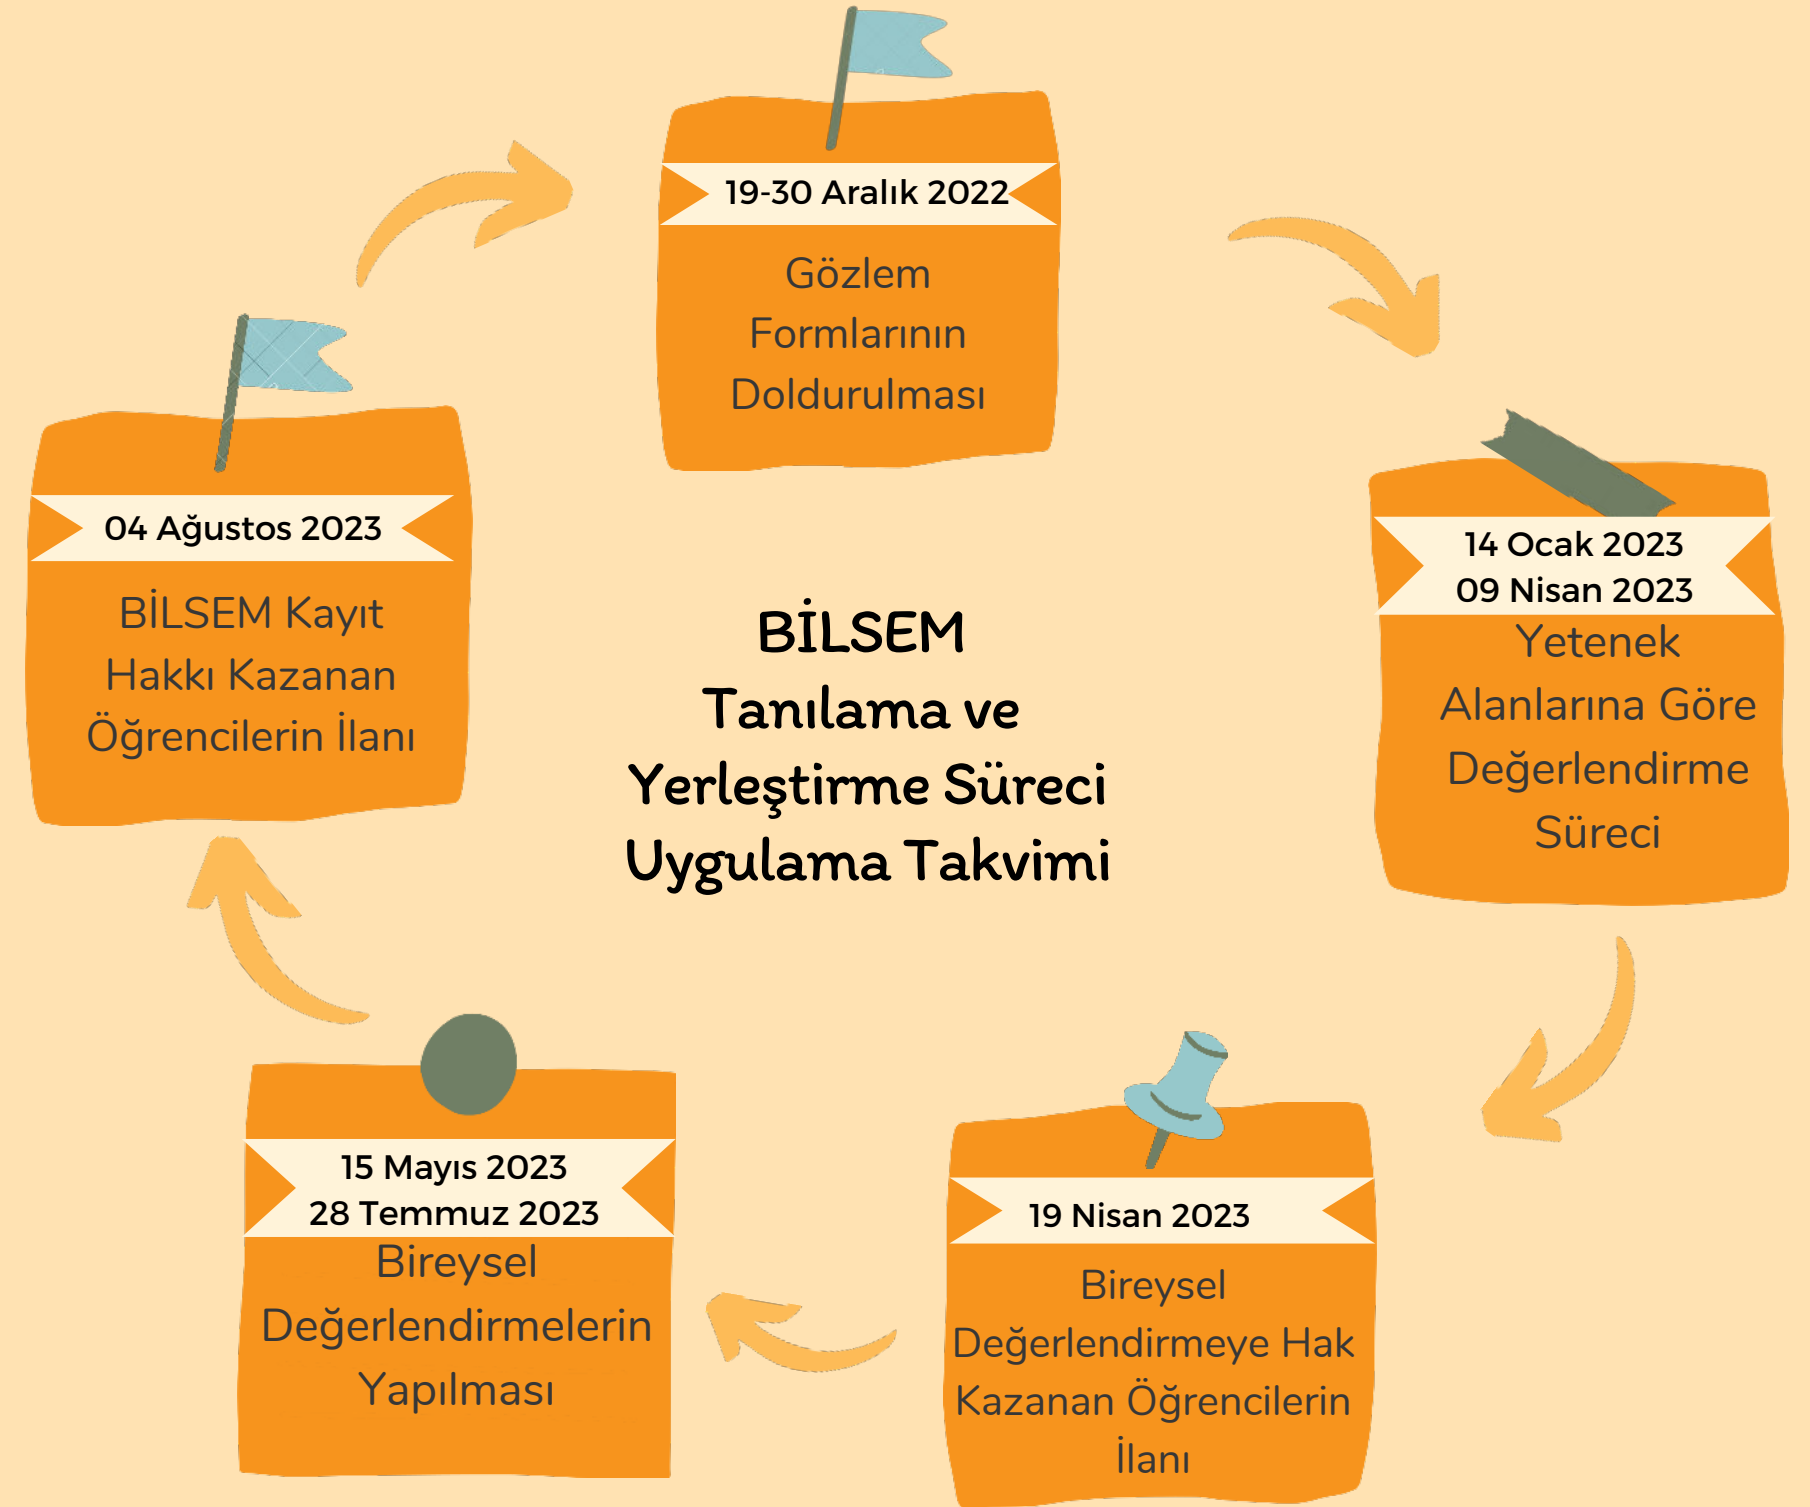 19-30 Aralık 2022
Gözlem
Formlarının
Doldurulması
14 Ocak 2023
09 Nisan 2023
Yetenek
Alanlarına Göre
Değerlendirme
Süreci
19 Nisan 2023
Bireysel
Değerlendirmeye Hak
Kazanan Öğrencilerin
İlanı
15 Mayıs 2023
28 Temmuz 2023
Bireysel
Değerlendirmelerin
Yapılması
04 Ağustos 2023
BİLSEM Kayıt
Hakkı Kazanan
Öğrencilerin İlanı
BİLSEM
Tanılama ve
Yerleştirme Süreci
Uygulama Takvimi